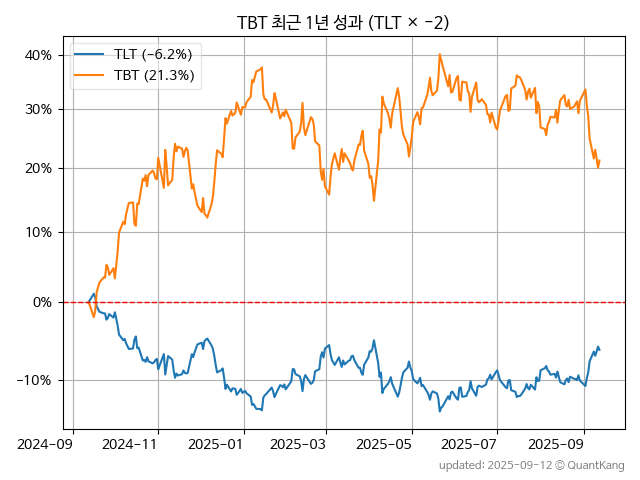 TBT 최근 1년 성과 (TLT × −2)
TLT (−6.2%)
TBT (21.3%)
40%
30%
20%
10%
0%
−10%
2024-09 2024-11 2025-01 2025-03 2025-05 2025-07 2025-09
updated: 2025-09-12 © QuantKang